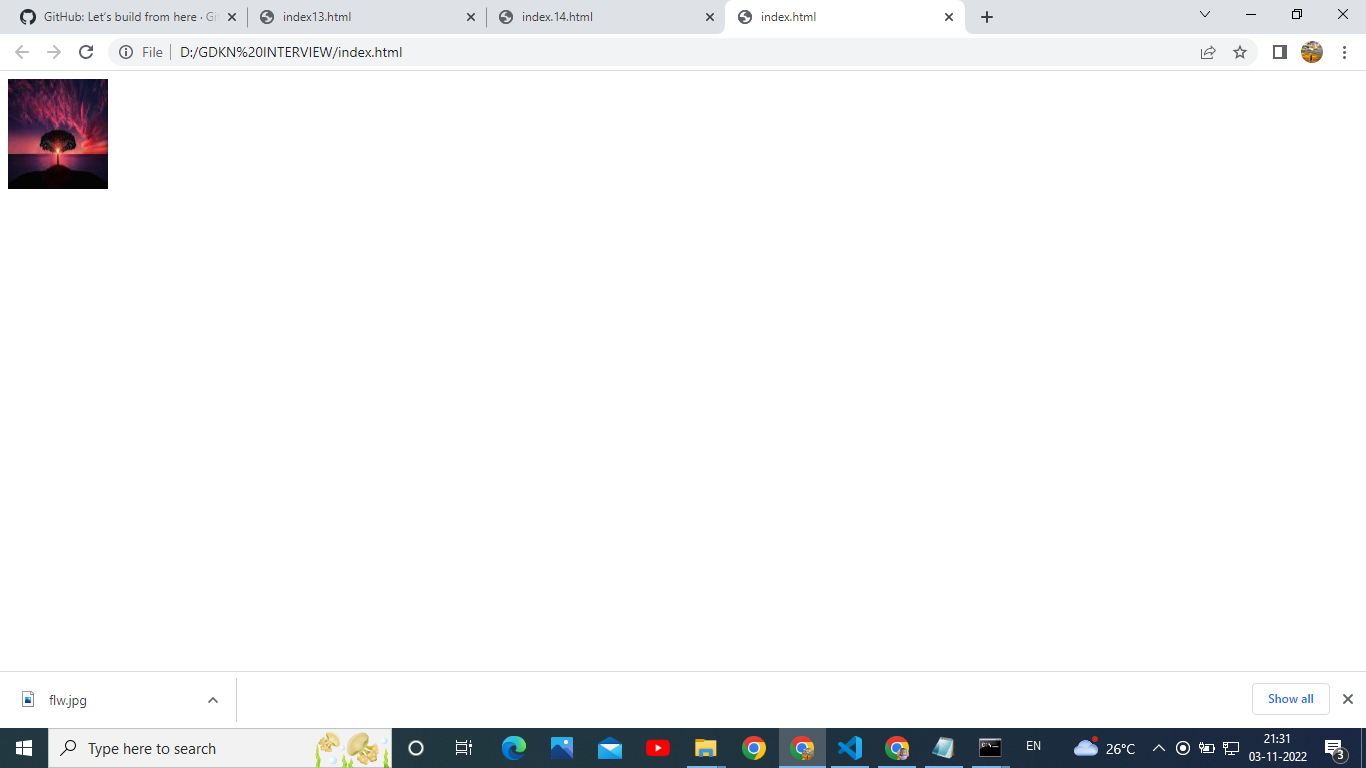 GitHub: Let's build from here · Gi
index13.html
index.14.html
index.html
File
D:/GDKN%20INTERVIEW/index.html
flw.jpg
Show all
Type here to search
EN
26°C
21:31
03-11-2022
3